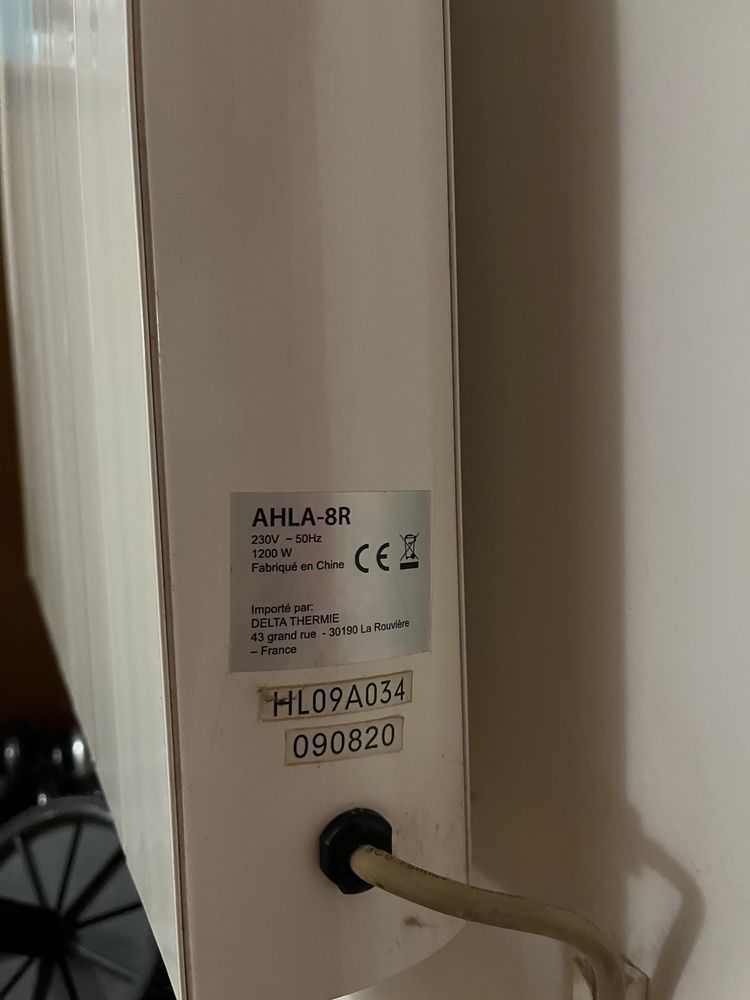 AHLA-8R
230V ~ 50Hz
1200 W
Fabriqué en Chine
CE
Importé par:
DELTA THERMIE
43 grand rue - 30190 La Rouvière
– France
HL09A034
090820